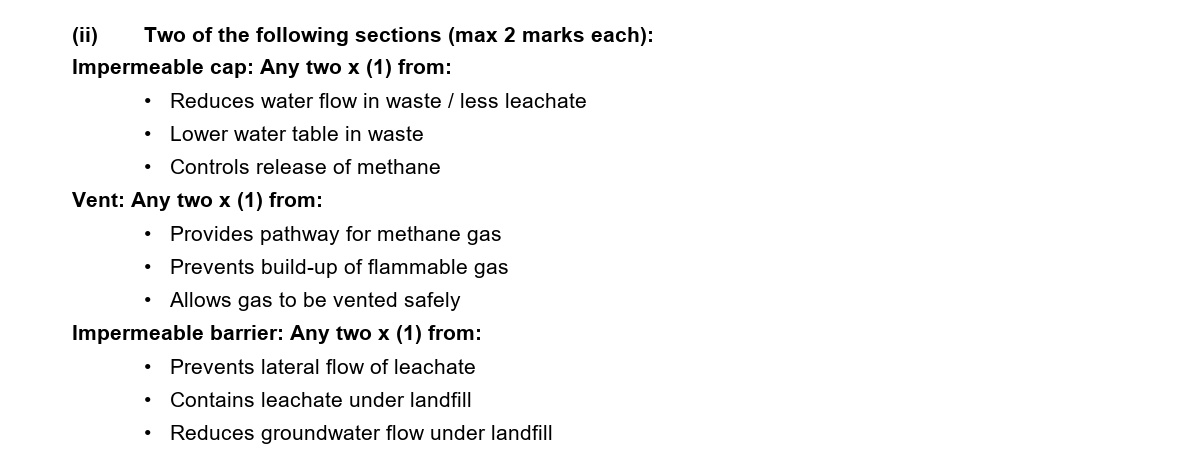 (ii) Two of the following sections (max 2 marks each):
Impermeable cap: Any two x (1) from:
• Reduces water flow in waste / less leachate
• Lower water table in waste
• Controls release of methane
Vent: Any two x (1) from:
• Provides pathway for methane gas
• Prevents build-up of flammable gas
• Allows gas to be vented safely
Impermeable barrier: Any two x (1) from:
• Prevents lateral flow of leachate
• Contains leachate under landfill
• Reduces groundwater flow under landfill